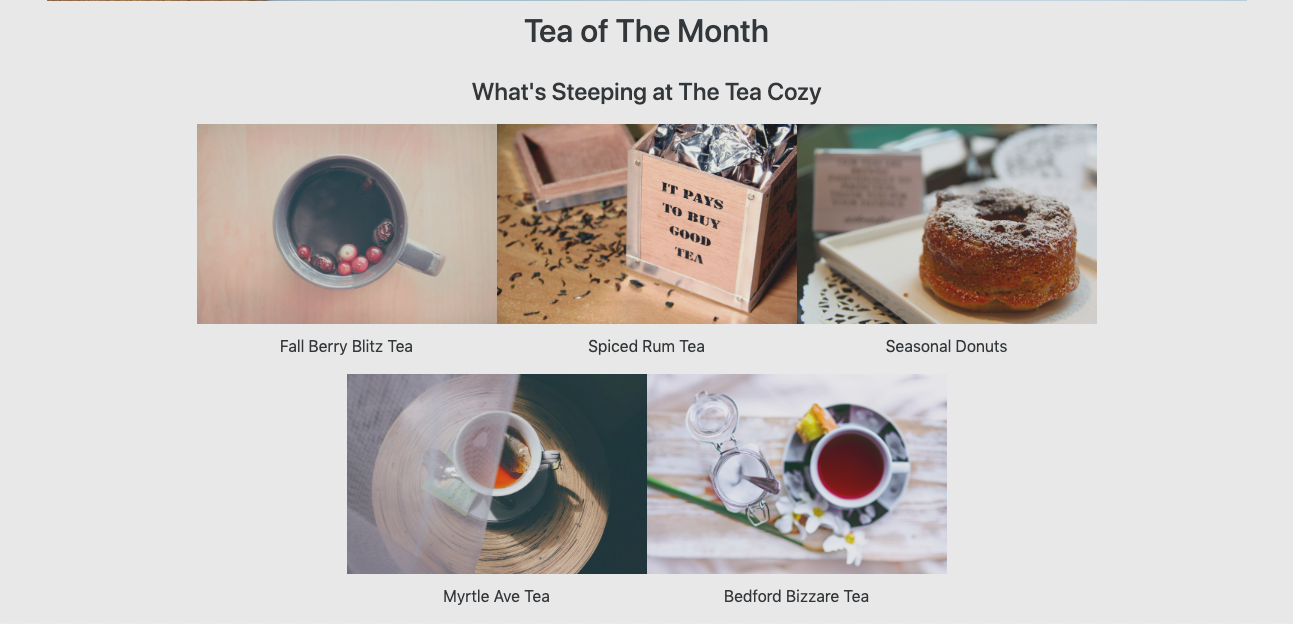 Tea of The Month
What's Steeping at The Tea Cozy
IT PAYS
TO BUY
GOOD
TEA
Fall Berry Blitz Tea
Spiced Rum Tea
Seasonal Donuts
Myrtle Ave Tea
Bedford Bizzare Tea